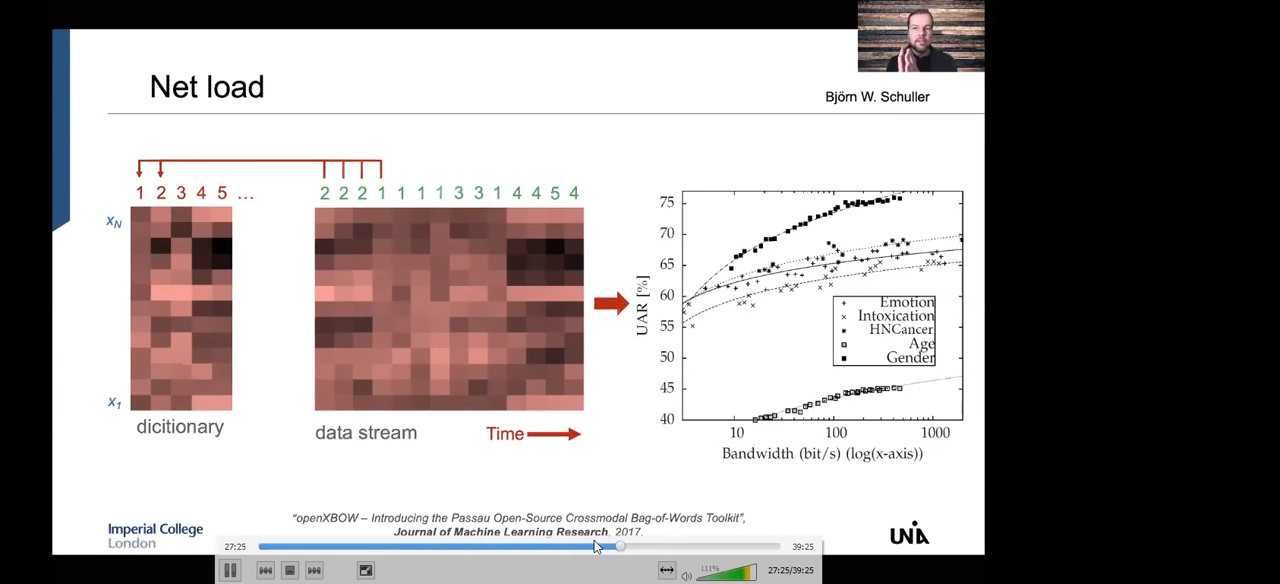 Net load
Björn W. Schuller
1 2 3 4 5 ...
2 2 2 1 1 1 1 3 3 1 4 4 5 4
xN
x1
dicitionary
data stream
Time
75
70
65
60
55
50
45
40
UAR [%]
Emotion
Intoxication
HNCancer
Age
Gender
10 100 1000
Bandwidth (bit/s) (log(x-axis))
Imperial College
London
"openXBOW – Introducing the Passau Open-Source Crossmodal Bag-of-Words Toolkit",
Journal of Machine Learning Research, 2017.
UNIA
27:25
39:25
111%
27:25/39:25